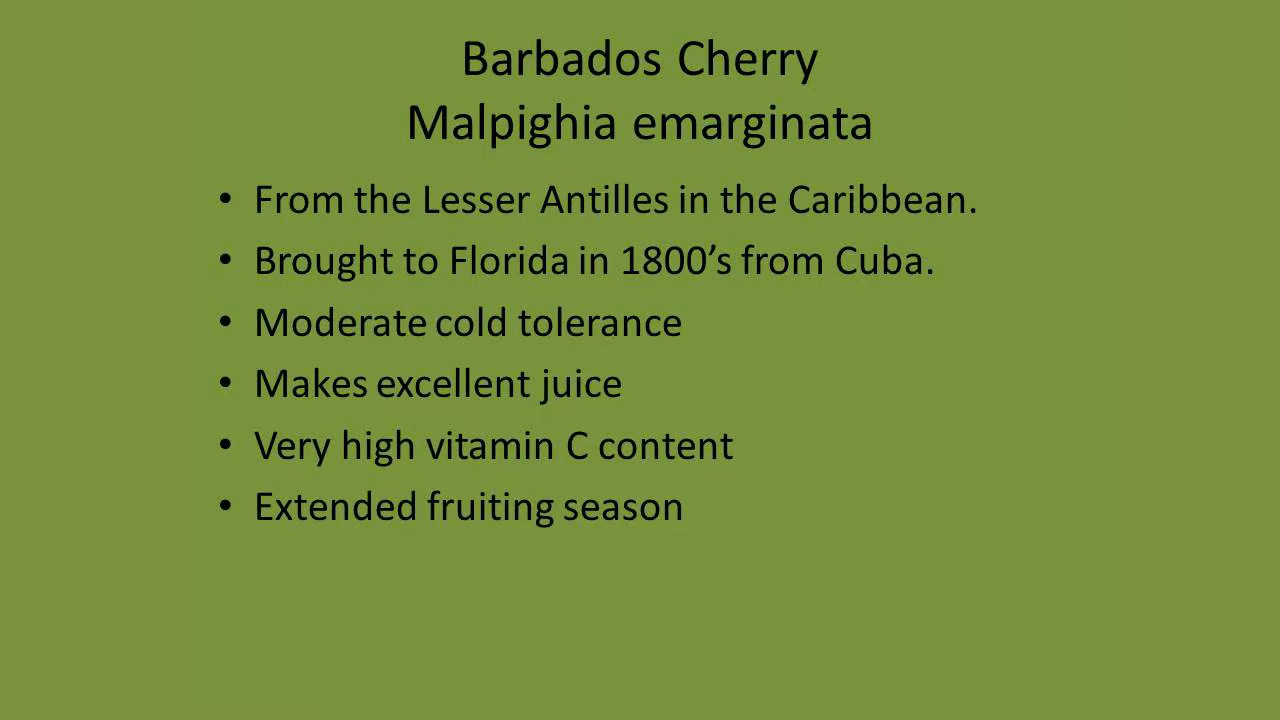 Barbados Cherry
Malpighia emarginata
• From the Lesser Antilles in the Caribbean.
• Brought to Florida in 1800’s from Cuba.
• Moderate cold tolerance
• Makes excellent juice
• Very high vitamin C content
• Extended fruiting season